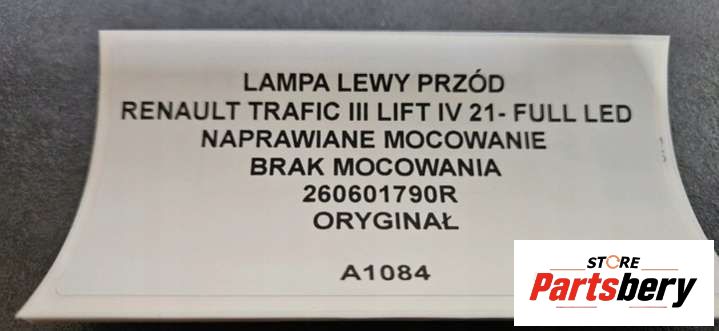 LAMPA LEWY PRZÓD
RENAULT TRAFIC III LIFT IV 21- FULL LED
NAPRAWIANE MOCOWANIE
BRAK MOCOWANIA
260601790R
ORYGINAŁ
A1084
STORE
Partsbery